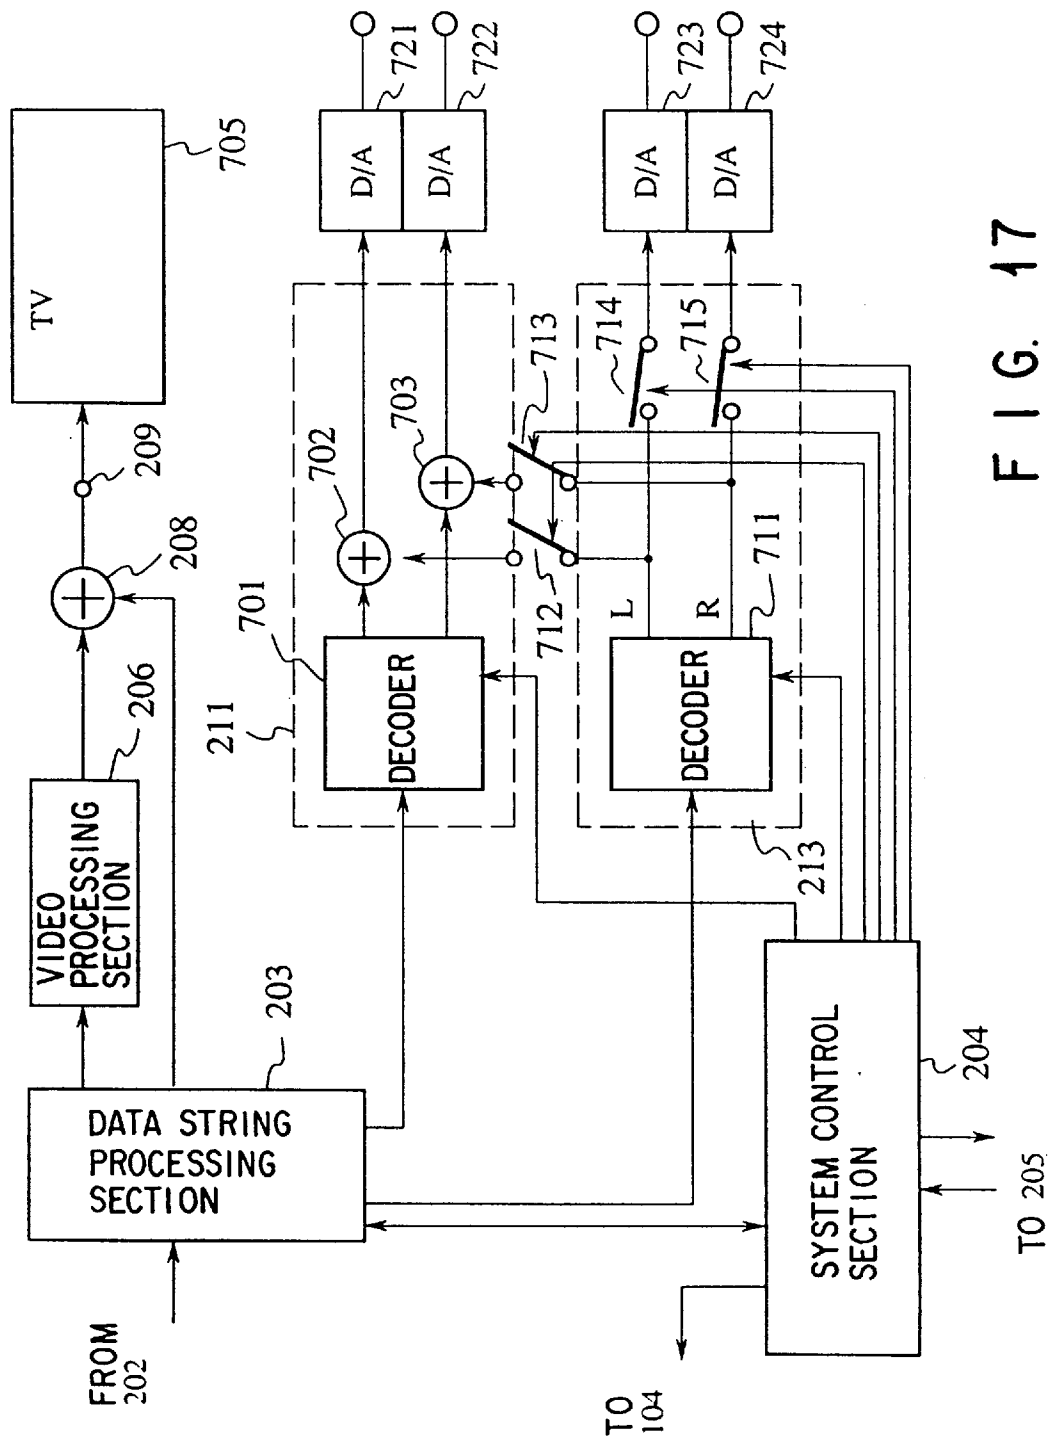 FROM
202
DATA STRING
PROCESSING
SECTION
203
VIDEO
PROCESSING
SECTION
206
208
209
TV
705
211
701
DECODER
702
703
D/A
721
D/A
722
712
713
213
DECODER
711
L
R
714
715
D/A
723
D/A
724
TO
104
SYSTEM CONTROL
SECTION
204
TO 205
FIG. 17